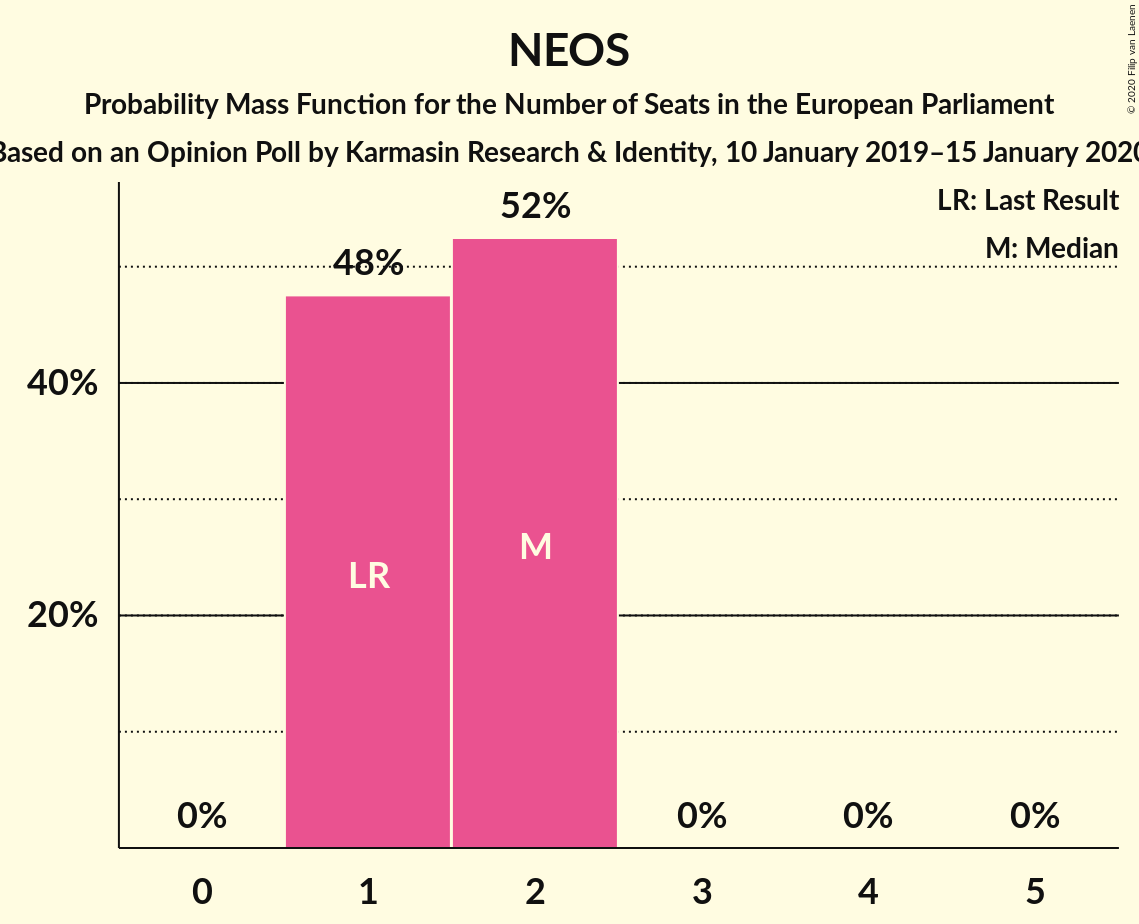 NEOS
Probability Mass Function for the Number of Seats in the European Parliament
Based on an Opinion Poll by Karmasin Research & Identity, 10 January 2019–15 January 2020
© 2020 Filip van Laenen
LR: Last Result
M: Median
52%
48%
40%
20%
LR
M
0%
0%
0%
0%
0
1
2
3
4
5